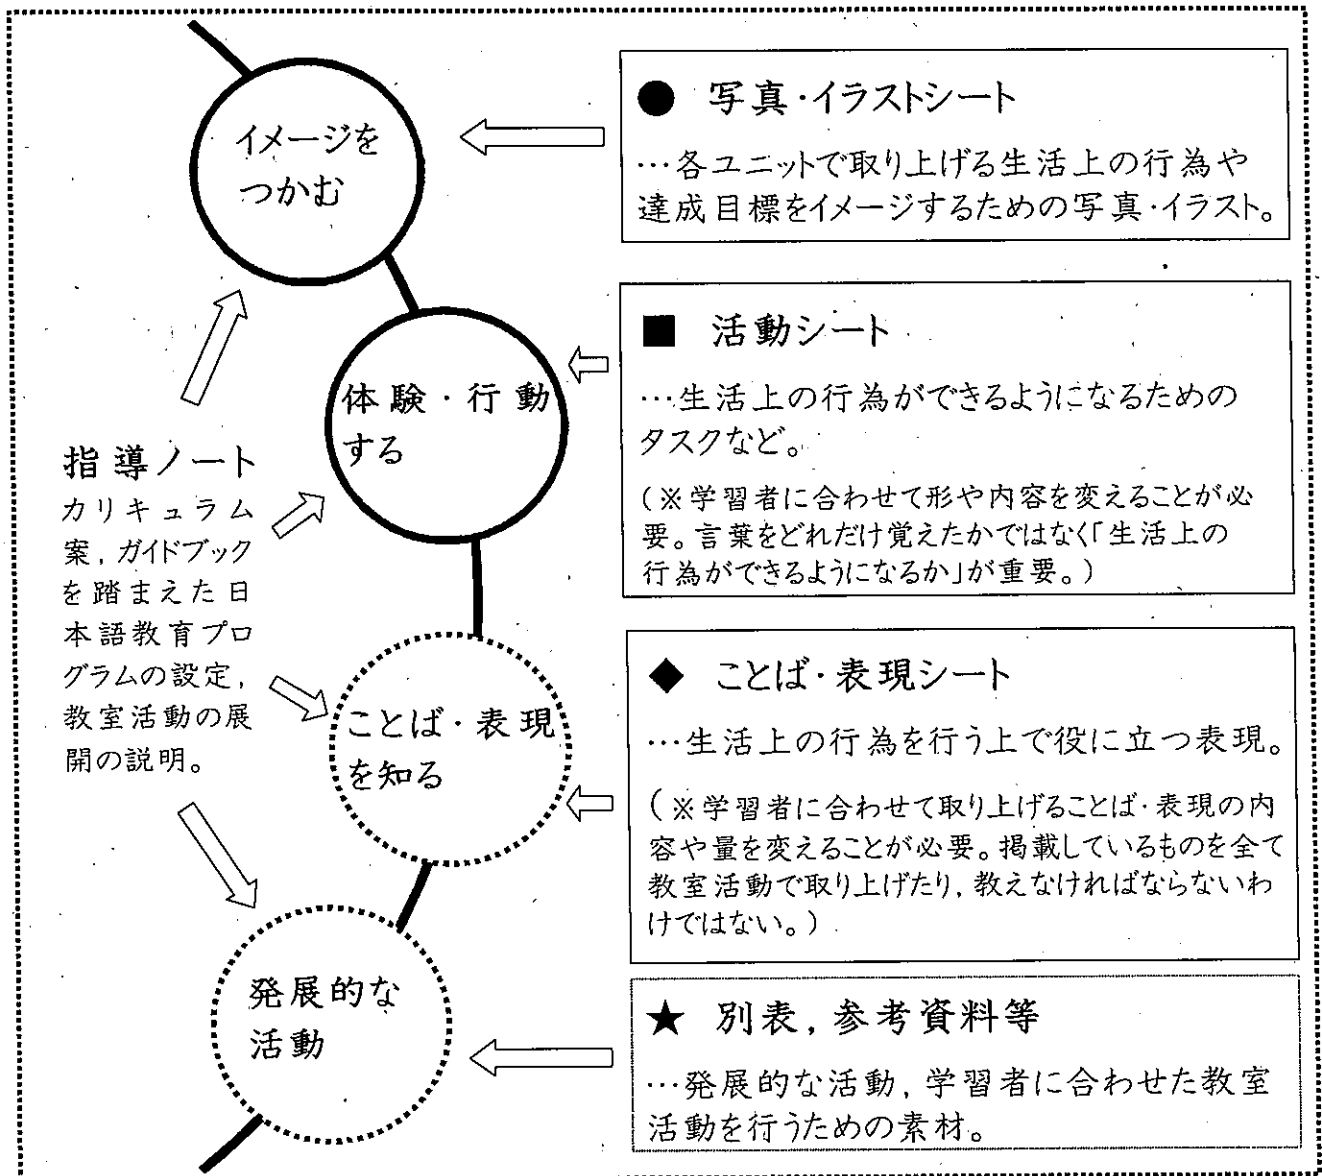 イメージを
つかむ
● 写真・イラストシート
…各ユニットで取り上げる生活上の行為や
達成目標をイメージするための写真・イラスト。
体験・行動
する
■ 活動シート
…生活上の行為ができるようになるための
タスクなど。
(※学習者に合わせて形や内容を変えることが必
要。言葉をどれだけ覚えたかではなく「生活上の
行為ができるようになるか」が重要。)
指導ノート
カリキュラム
案,ガイドブック
を踏まえた日
本語教育プロ
グラムの設定,
教室活動の展
開の説明。
ことば・表現
を知る
◆ ことば・表現シート
…生活上の行為を行う上で役に立つ表現。
(※学習者に合わせて取り上げることば・表現の内
容や量を変えることが必要。掲載しているものを全て
教室活動で取り上げたり,教えなければならないわ
けではない。)
発展的な
活動
★ 別表,参考資料等
…発展的な活動,学習者に合わせた教室
活動を行うための素材。